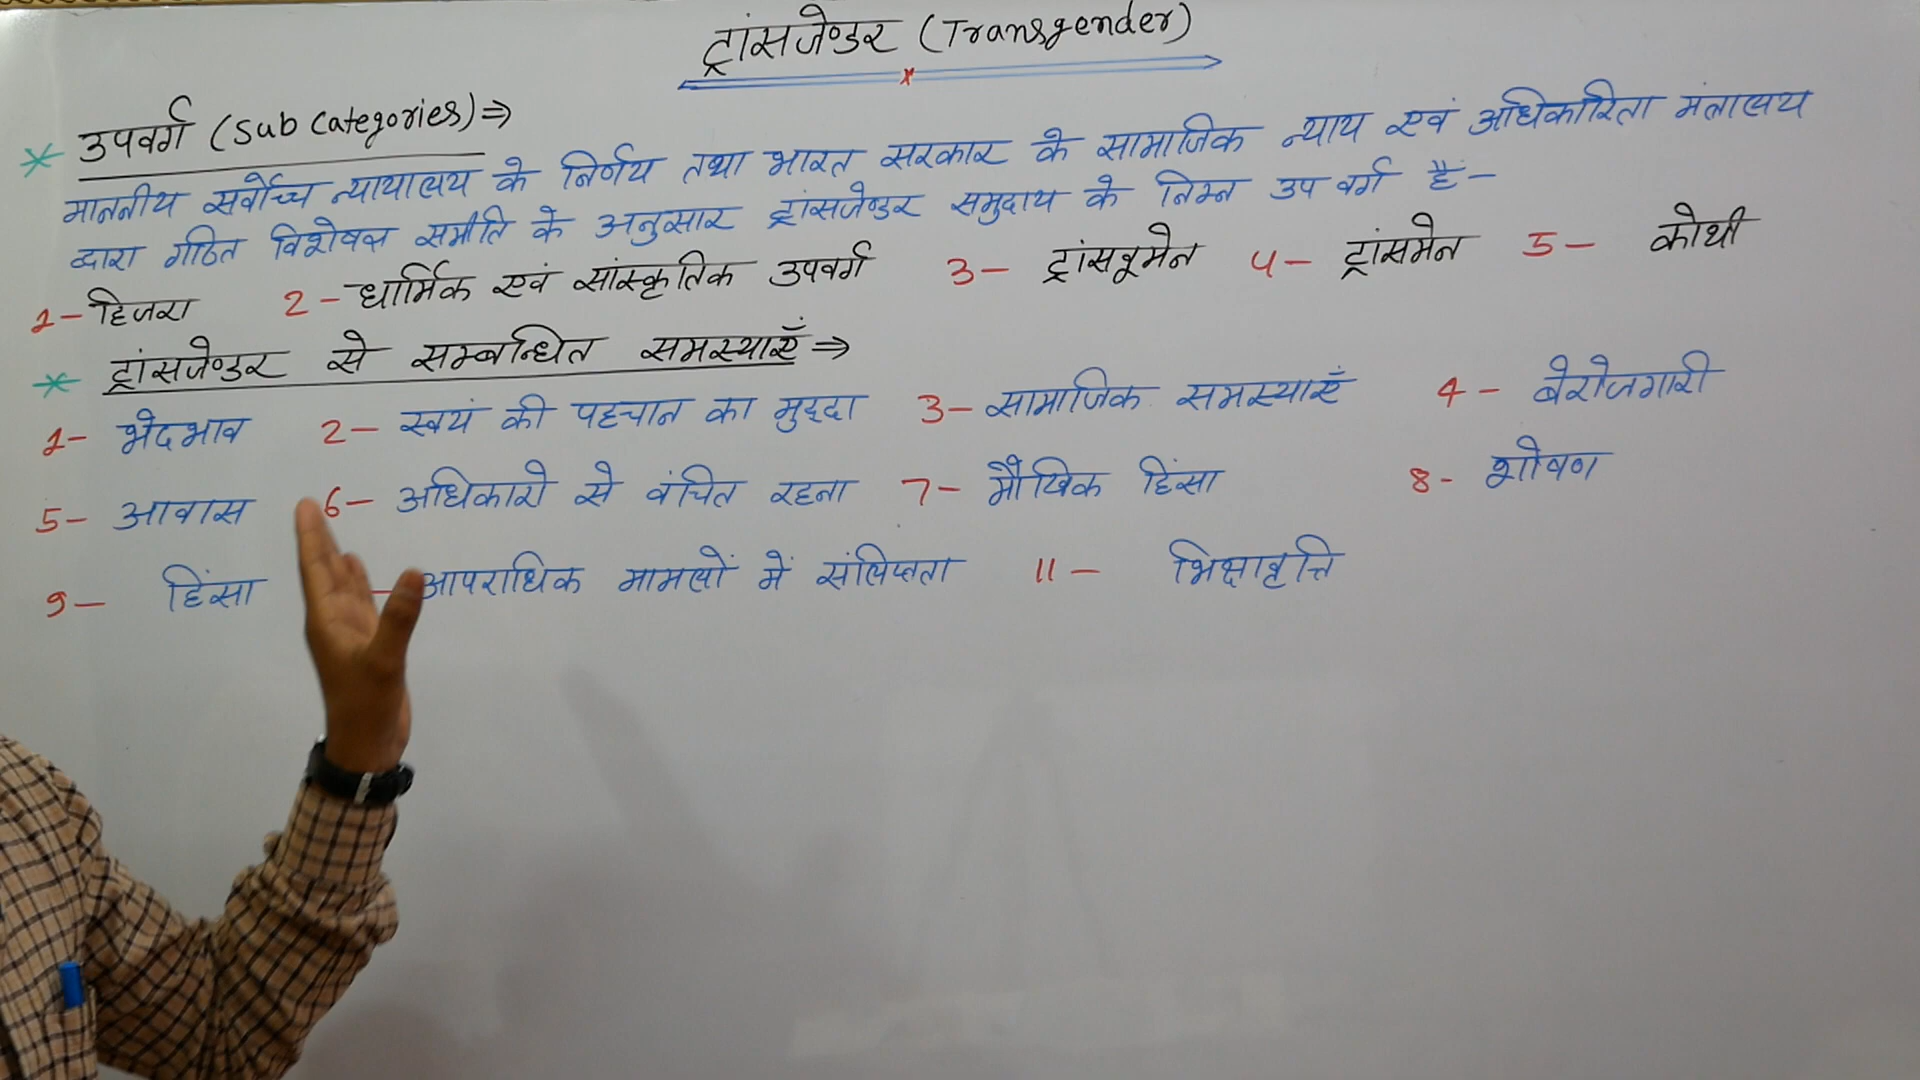 ट्रांसजेण्डर (Transgender)
* उपवर्ग (Sub Categories) ⇒
माननीय सर्वोच्च न्यायालय के निर्णय तथा भारत सरकार के सामाजिक न्याय एवं अधिकारिता मंत्रालय
द्वारा गठित विशेषज्ञ समीति के अनुसार ट्रांसजेण्डर समुदाय के निम्न उप वर्ग है-
1- हिजरा 2- धार्मिक एवं सांस्कृतिक उपवर्ग 3- ट्रांसवूमेन 4- ट्रांसमेन 5- कोथी
* ट्रांसजेण्डर से सम्बन्धित समस्याएँ ⇒
1- भेदभाव 2- स्वयं की पहचान का मुद्दा 3- सामाजिक समस्याएँ 4- बेरोजगारी
5- आवास 6- अधिकारो से वंचित रहना 7- मौखिक हिंसा 8- शोषण
9- हिंसा - आपराधिक मामलों में संलिप्तता 11- भिक्षावृत्ति